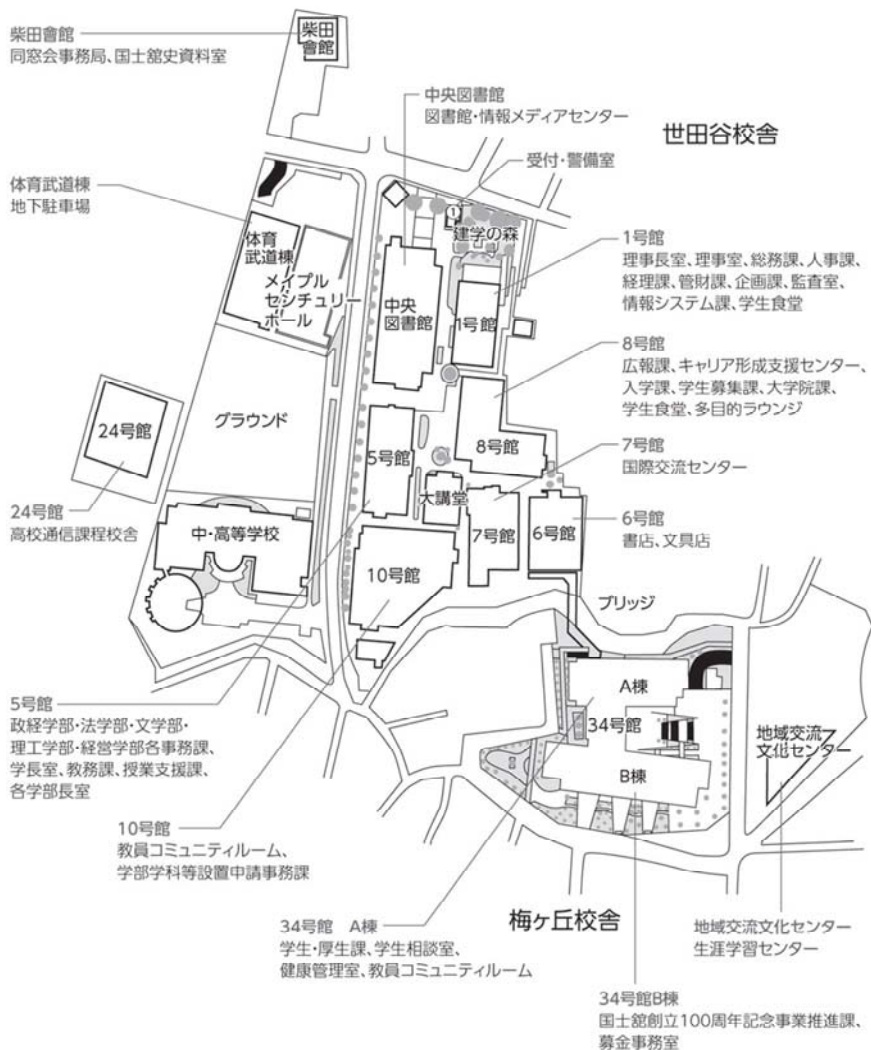 柴田會館
同窓会事務局、国士舘史資料室
柴田
會館
中央図書館
図書館・情報メディアセンター
世田谷校舎
受付・警備室
体育武道棟
地下駐車場
1
建学の森
体育
武道棟
メイプル
センチュリー
ホール
中央
図書館
1号館
1号館
理事長室、理事室、総務課、人事課、
経理課、管財課、企画課、監査室、
情報システム課、学生食堂
8号館
広報課、キャリア形成支援センター、
入学課、学生募集課、大学院課、
学生食堂、多目的ラウンジ
24号館
グラウンド
5号館
8号館
7号館
国際交流センター
大講堂
24号館
高校通信課程校舎
中・高等学校
7号館
6号館
6号館
書店、文具店
10号館
ブリッジ
5号館
政経学部・法学部・文学部・
理工学部・経営学部各事務課、
学長室、教務課、授業支援課、
各学部長室
A棟
34号館
B棟
地域交流
文化センター
10号館
教員コミュニティルーム、
学部学科等設置申請事務課
34号館 A棟
学生・厚生課、学生相談室、
健康管理室、教員コミュニティルーム
梅ヶ丘校舎
地域交流文化センター
生涯学習センター
34号館B棟
国士舘創立100周年記念事業推進課、
募金事務室